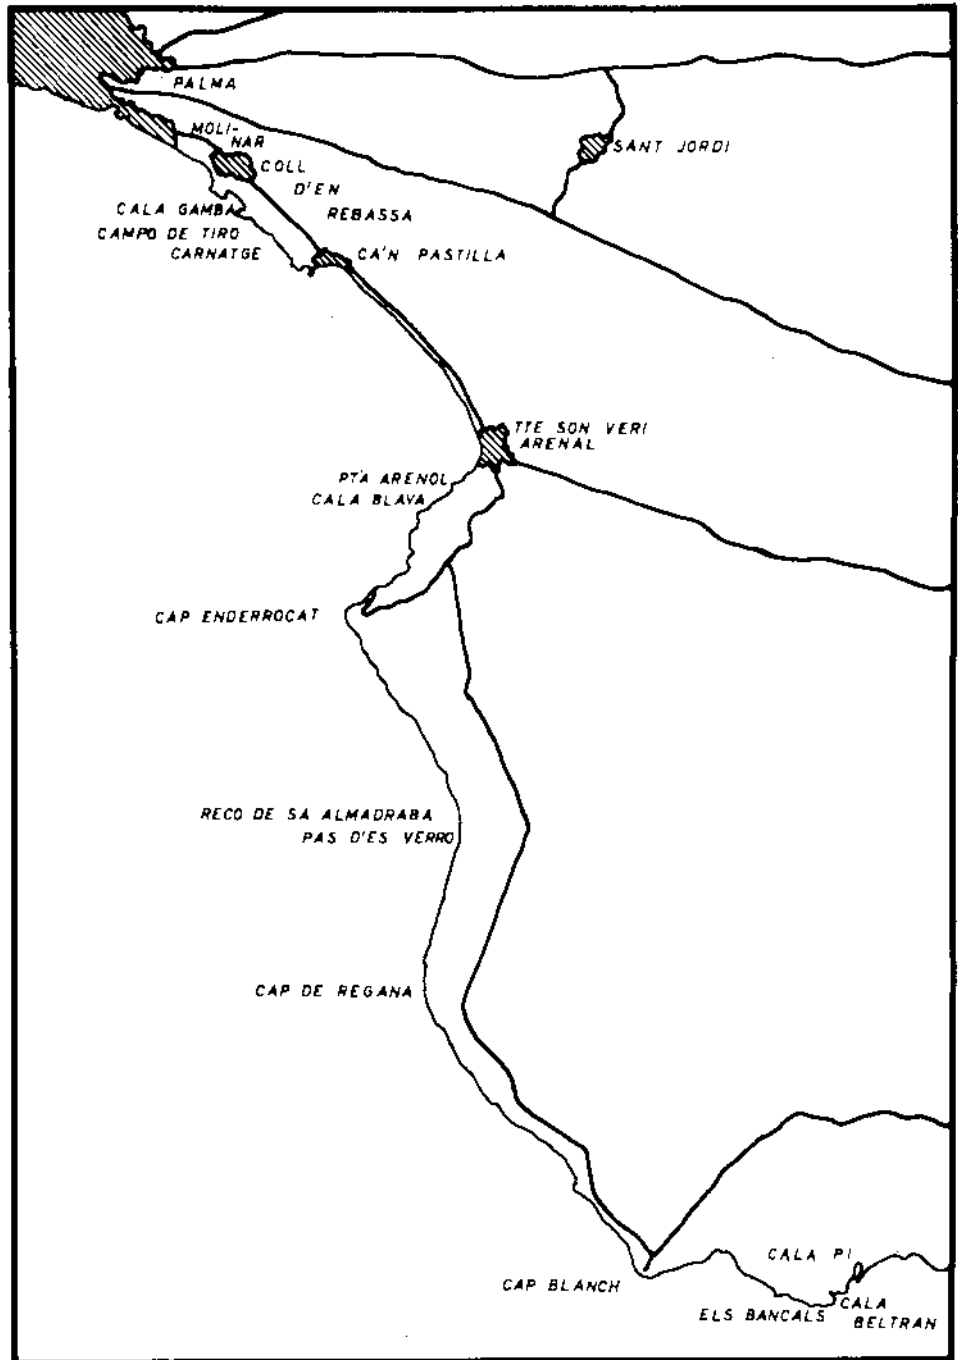 PALMA
MOLI-
NAR
COLL
D'EN
REBASSA
SANT JORDI
CALA GAMBA
CAMPO DE TIRO
CARNATGE
CA'N PASTILLA
TTE SON VERI
ARENAL
PTA ARENOL
CALA BLAVA
CAP ENDERROCAT
RECO DE SA ALMADRABA
PAS D'ES VERRO
CAP DE REGANA
CALA PI
CAP BLANCH
ELS BANCALS
CALA
BELTRAN